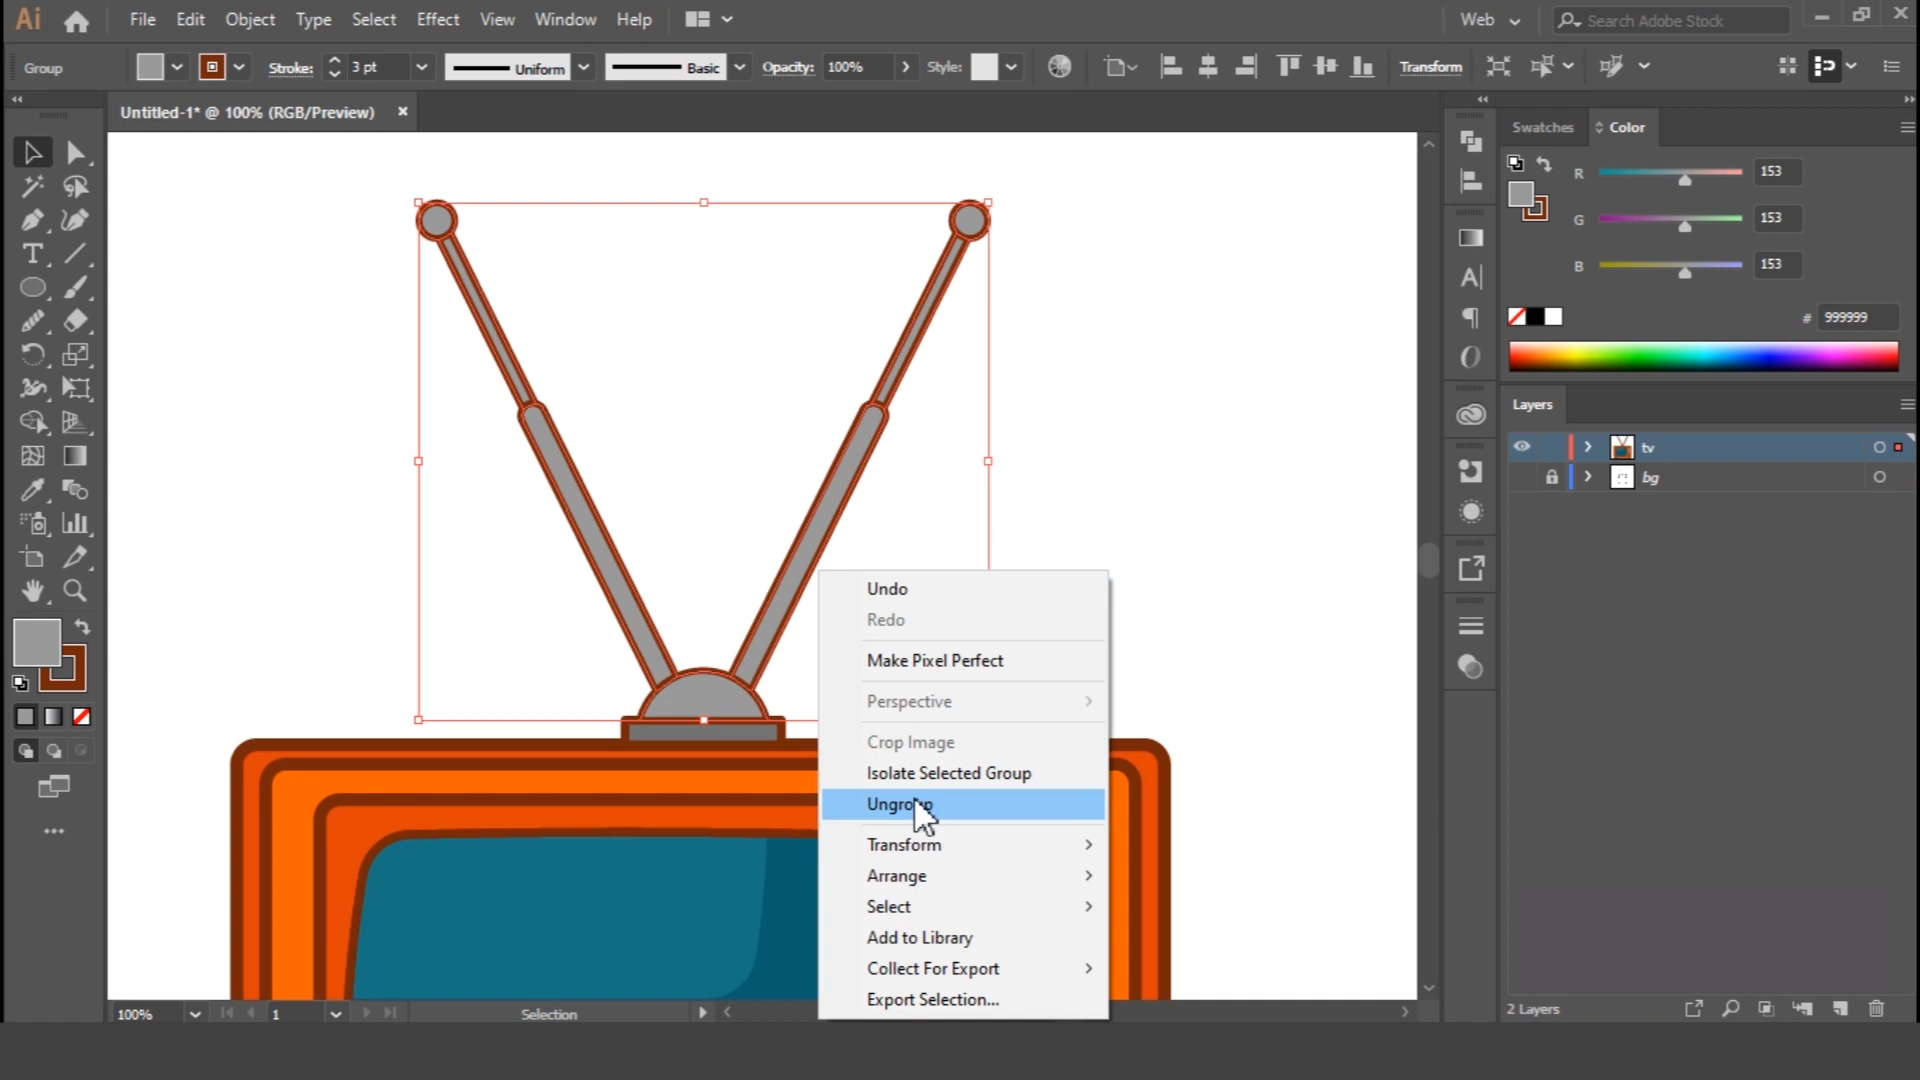 Ai File Edit Object Type Select Effect View Window Help Web Search Adobe Stock
Group Stroke: 3 pt Uniform Basic Opacity: 100% Style: Transform
Untitled-1* @ 100% (RGB/Preview) ×
Swatches Color
R 153
G 153
B 153
# 999999
Layers
tv
bg
Undo
Redo
Make Pixel Perfect
Perspective
Crop Image
Isolate Selected Group
Ungroup
Transform
Arrange
Select
Add to Library
Collect For Export
Export Selection...
100% 1 Selection
2 Layers